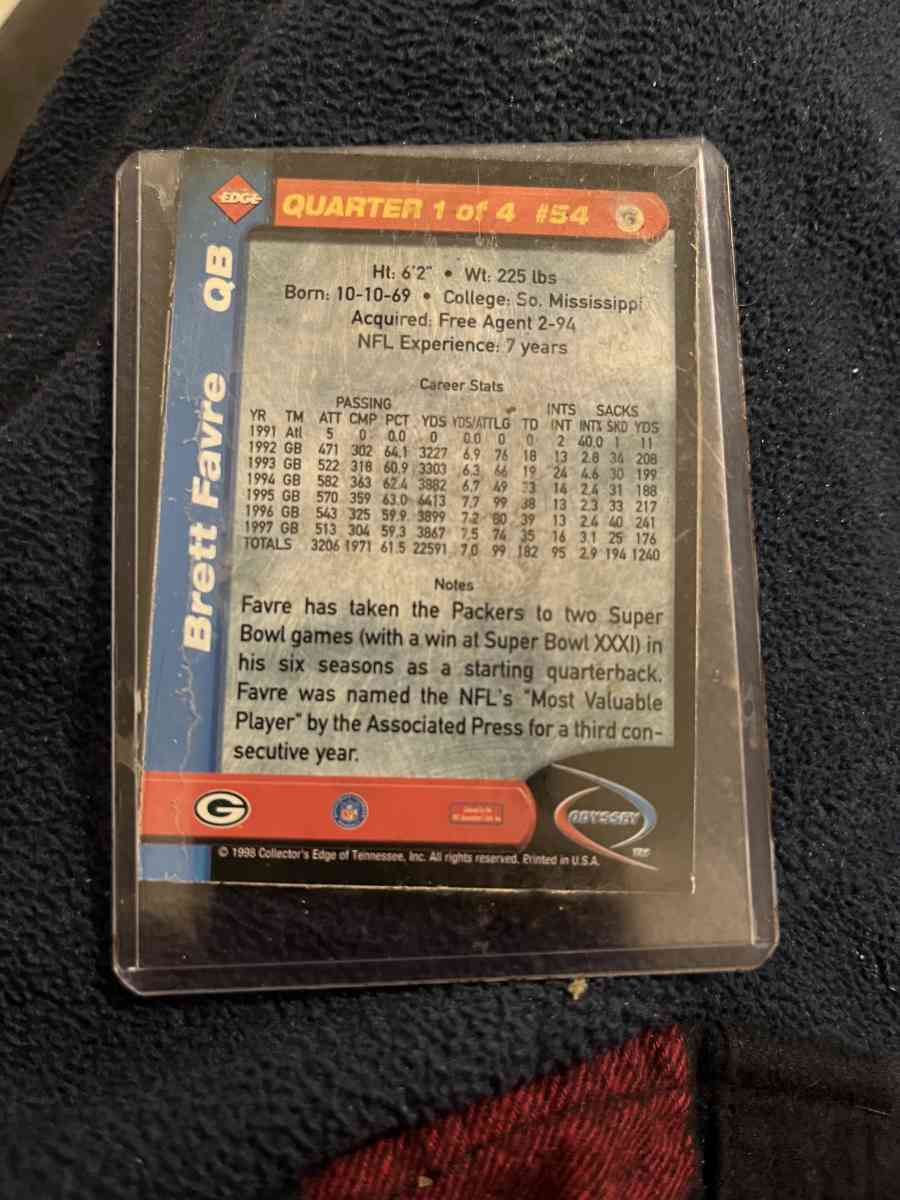 EDGE
QUARTER 1 of 4 #54
Brett Favre QB
Ht: 6'2" • Wt: 225 lbs
Born: 10-10-69 • College: So. Mississippi
Acquired: Free Agent 2-94
NFL Experience: 7 years
Career Stats
PASSING INTS SACKS
YR TM ATT CMP PCT YDS YDS/ATT LG TD INT INT% SKD YDS
1991 Atl 5 0 0.0 0 0.0 0 0 2 40.0 1 11
1992 GB 471 302 64.1 3227 6.9 76 18 13 2.8 34 208
1993 GB 522 318 60.9 3303 6.3 66 19 24 4.6 30 199
1994 GB 582 363 62.4 3882 6.7 49 33 14 2.4 31 188
1995 GB 570 359 63.0 4413 7.7 99 38 13 2.3 33 217
1996 GB 543 325 59.9 3899 7.2 80 39 13 2.4 40 241
1997 GB 513 304 59.3 3867 7.5 74 35 16 3.1 25 176
TOTALS 3206 1971 61.5 22591 7.0 99 182 95 2.9 194 1240
Notes
Favre has taken the Packers to two Super
Bowl games (with a win at Super Bowl XXXI) in
his six seasons as a starting quarterback.
Favre was named the NFL's "Most Valuable
Player" by the Associated Press for a third con-
secutive year.
G
NFL
ODYSSEY
© 1998 Collector's Edge of Tennessee, Inc. All rights reserved. Printed in U.S.A.